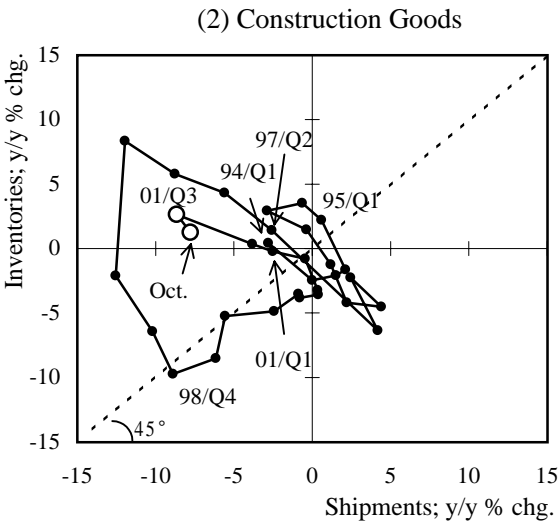 (2) Construction Goods
Inventories; y/y % chg.
15
10
5
0
-5
-10
-15
97/Q2
94/Q1
01/Q3
95/Q1
Oct.
01/Q1
98/Q4
45°
-15 -10 -5 0 5 10 15
Shipments; y/y % chg.